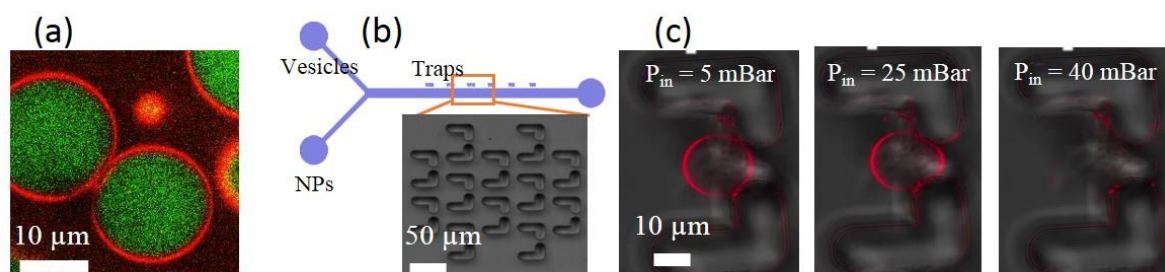 (a)
10 µm
(b)
Vesicles
Traps
NPs
50 µm
(c)
P_in = 5 mBar
10 µm
P_in = 25 mBar
P_in = 40 mBar